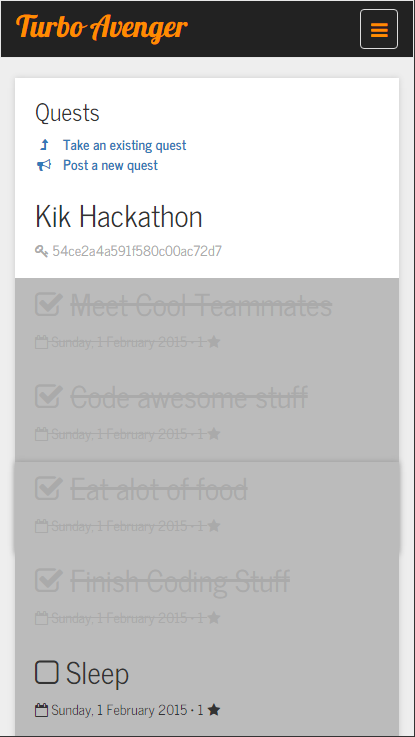 Turbo Avenger
Quests
Take an existing quest
Post a new quest
Kik Hackathon
54ce2a4a591f580c00ac72d7
Meet Cool Teammates
Sunday, 1 February 2015 · 1
Code awesome stuff
Sunday, 1 February 2015 · 1
Eat alot of food
Sunday, 1 February 2015 · 1
Finish Coding Stuff
Sunday, 1 February 2015 · 1
Sleep
Sunday, 1 February 2015 · 1